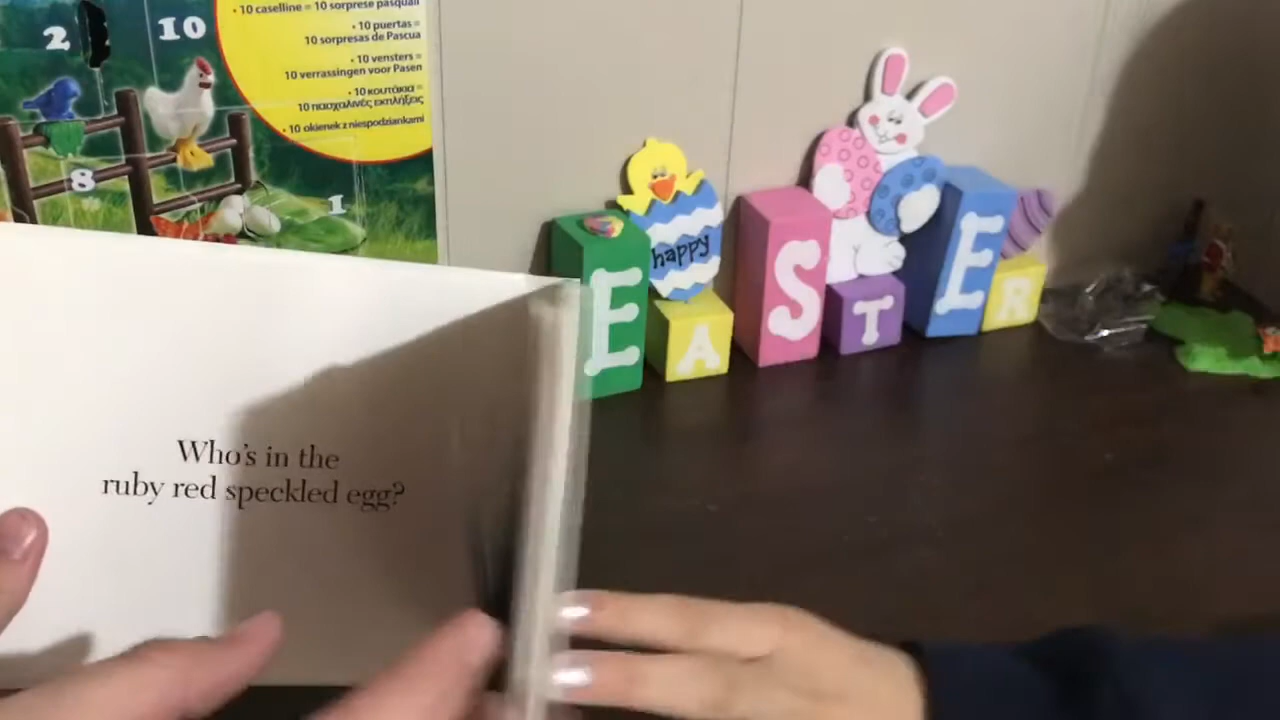 2
10
8
1
• 10 caselline = 10 sorprese pasquali
• 10 puertas =
10 sorpresas de Pascua
• 10 vensters =
10 verrassingen voor Pasen
• 10 κουτάκια =
10 πασχαλινές εκπλήξεις
• 10 okienek z niespodziankami
happy
EASTER
Who's in the
ruby red speckled egg?